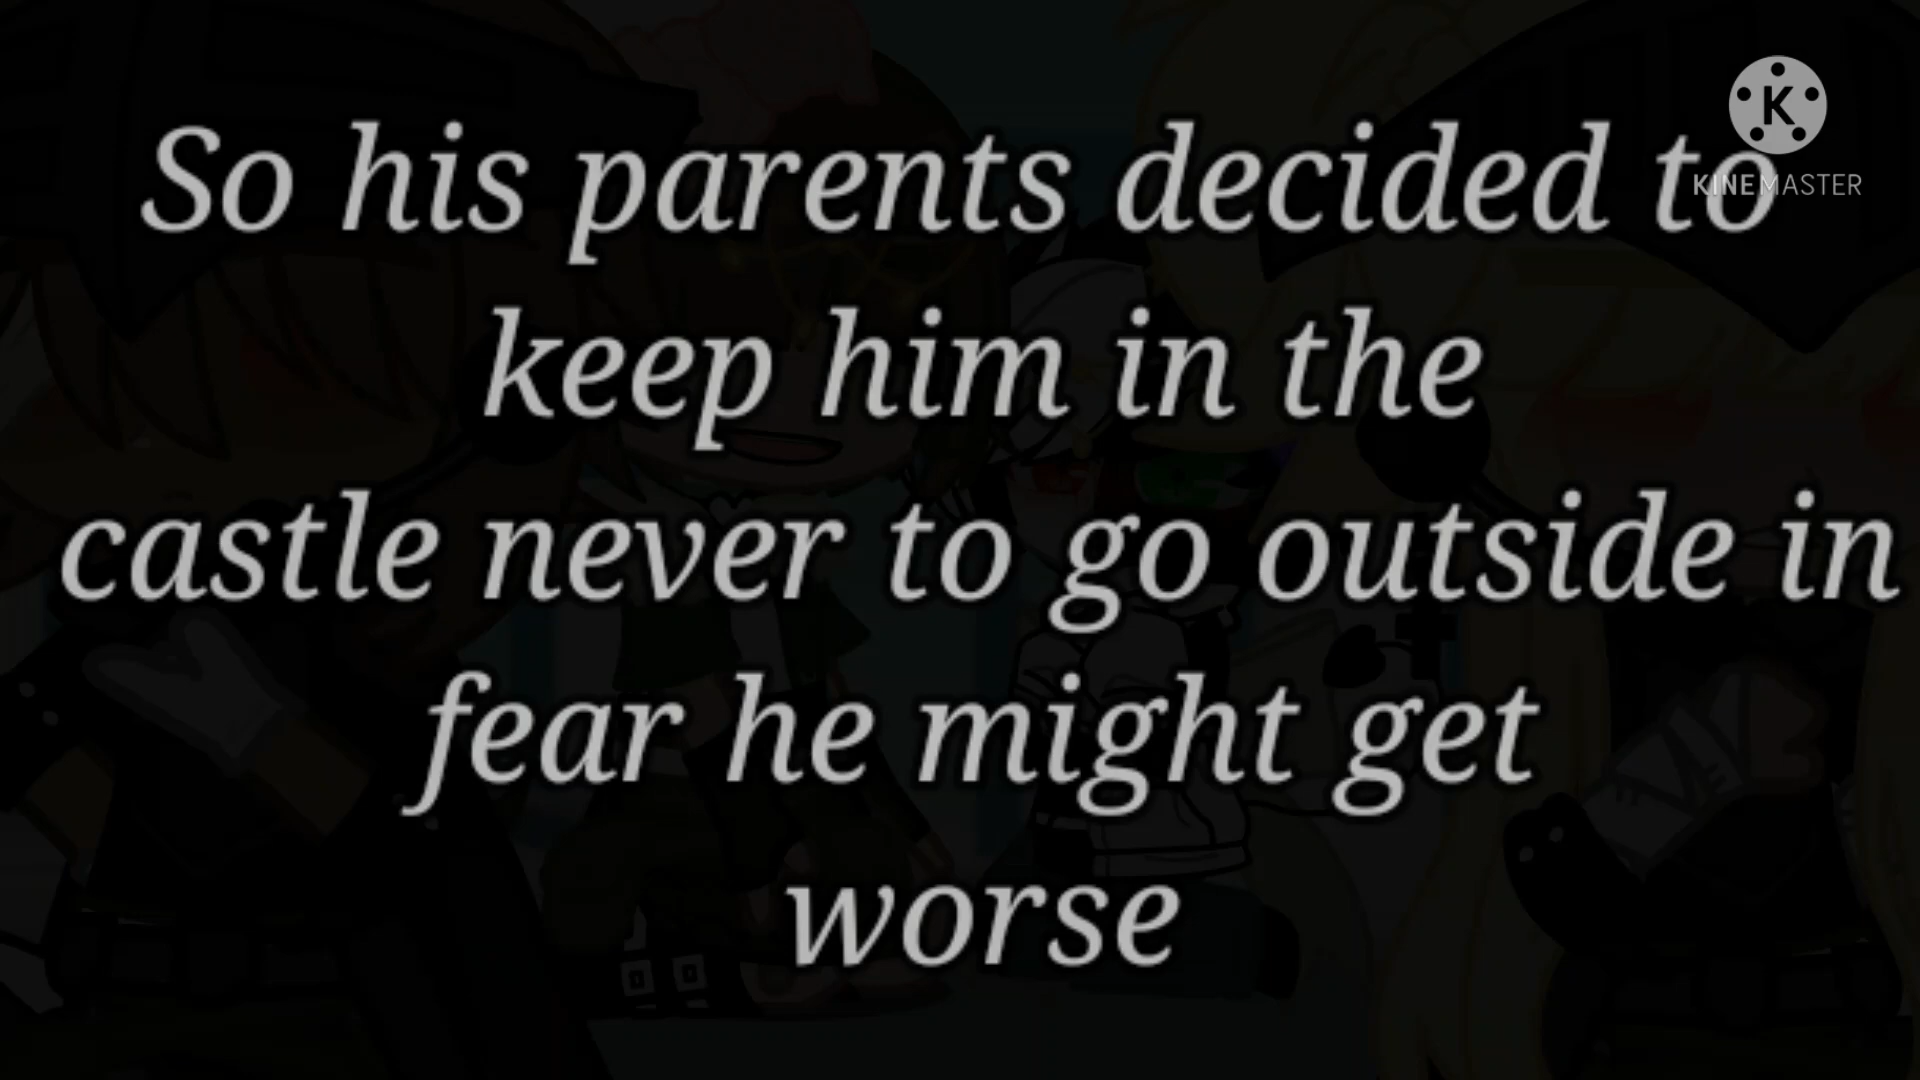 So his parents decided to
keep him in the
castle never to go outside in
fear he might get
worse
K
KINEMASTER